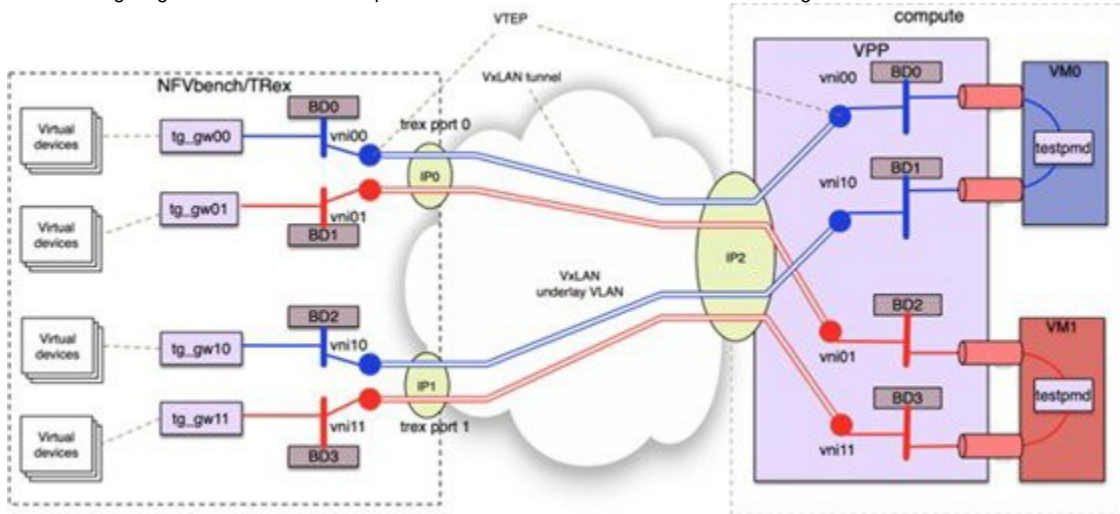 compute
VTEP
VPP
NFVbench/TRex
VxLAN tunnel
vni00
BD0
VM0
Virtual
devices
tg_gw00
BD0
vni00
trex port 0
testpmd
IP0
BD1
vni10
Virtual
devices
tg_gw01
vni01
BD1
IP2
VxLAN
underlay VLAN
Virtual
devices
tg_gw10
BD2
vni10
BD2
vni01
VM1
IP1
testpmd
Virtual
devices
tg_gw11
vni11
BD3
trex port 1
BD3
vni11